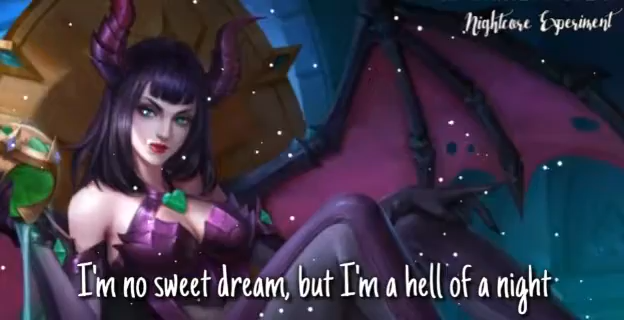 Nightcore Experiment
I'm no sweet dream, but I'm a hell of a night